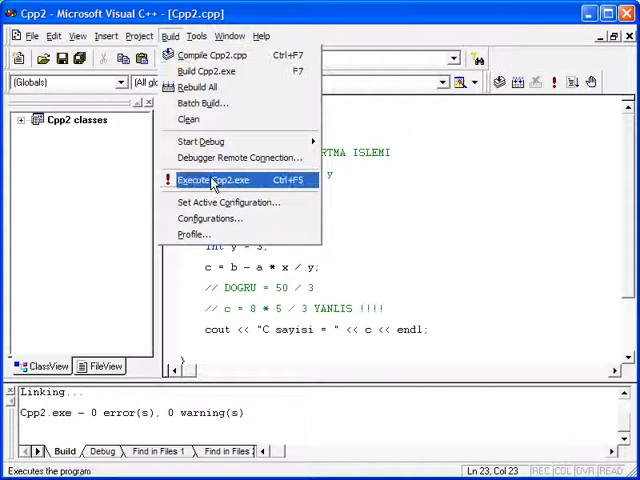 Cpp2 - Microsoft Visual C++ - [Cpp2.cpp]
File Edit View Insert Project Build Tools Window Help
Compile Cpp2.cpp Ctrl+F7
Build Cpp2.exe F7
(Globals)
(All glo
Rebuild All
Batch Build...
Clean
Cpp2 classes
Start Debug
RTMA ISLEMI
Debugger Remote Connection...
y
Execute Cpp2.exe Ctrl+F5
Set Active Configuration...
Configurations...
Profile...
int y = 3;
c = b - a * x / y;
// DOGRU = 50 / 3
// c = 8 * 5 / 3 YANLIS !!!!
cout << "C sayisi = " << c << endl;
}
ClassView FileView
Linking...
Cpp2.exe - 0 error(s), 0 warning(s)
Build Debug Find in Files 1 Find in Files
Executes the program
Ln 23, Col 23
REC COL OVR READ